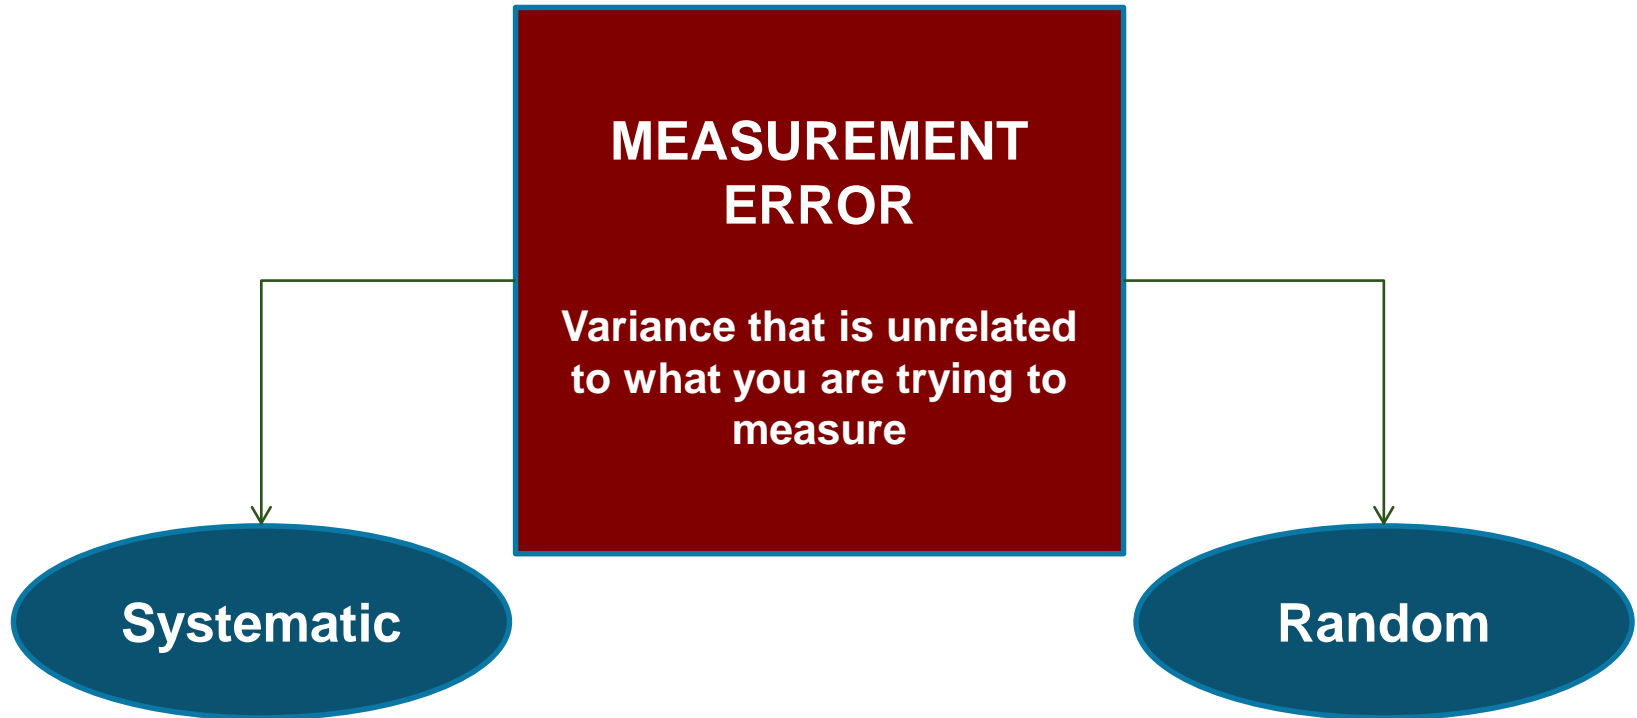 MEASUREMENT
ERROR
Variance that is unrelated
to what you are trying to
measure
Systematic
Random